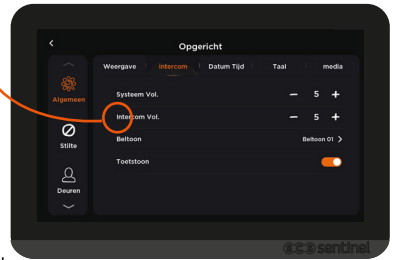 Opgericht
Weergave intercom Datum Tijd Taal media
Algemeen
Systeem Vol. 5
Intercom Vol. 5
Stilte
Beltoon Beltoon 01
Toetstoon
Deuren
sentinel